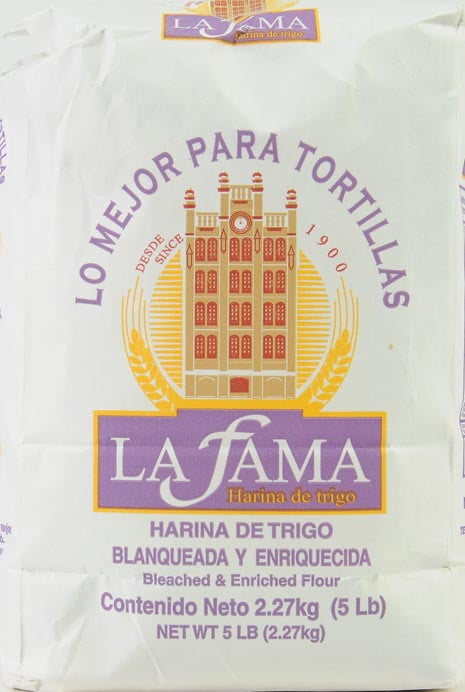 LA FAMA
Harina de trigo
LO MEJOR PARA TORTILLAS
DESDE
SINCE
1900
LA FAMA
Harina de trigo
HARINA DE TRIGO
BLANQUEADA Y ENRIQUECIDA
Bleached & Enriched Flour
Contenido Neto 2.27kg (5 Lb)
NET WT 5 LB (2.27kg)